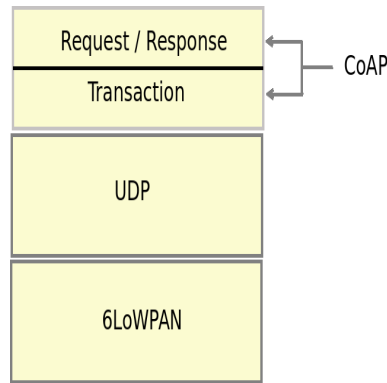 Request / Response
CoAP
Transaction
UDP
6LoWPAN